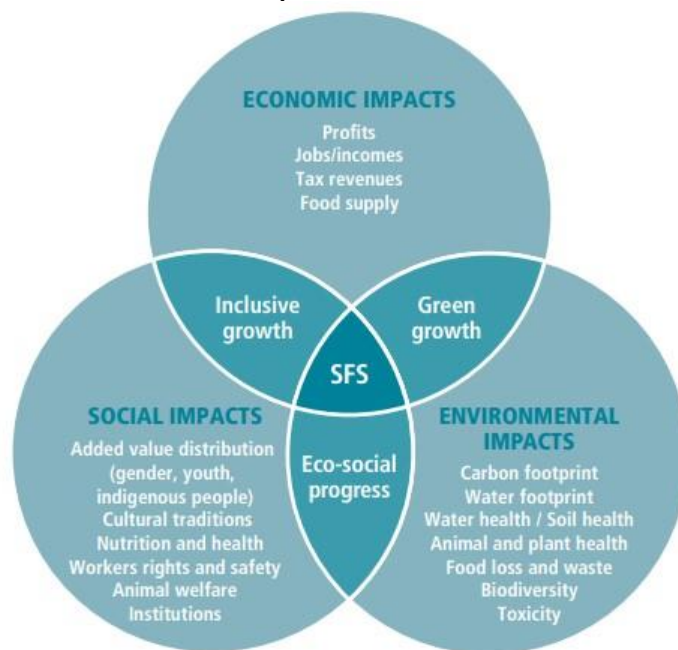 ECONOMIC IMPACTS
Profits
Jobs/incomes
Tax revenues
Food supply
Inclusive
growth
Green
growth
SFS
SOCIAL IMPACTS
Added value distribution
(gender, youth,
indigenous people)
Cultural traditions
Nutrition and health
Workers rights and safety
Animal welfare
Institutions
Eco-social
progress
ENVIRONMENTAL
IMPACTS
Carbon footprint
Water footprint
Water health / Soil health
Animal and plant health
Food loss and waste
Biodiversity
Toxicity